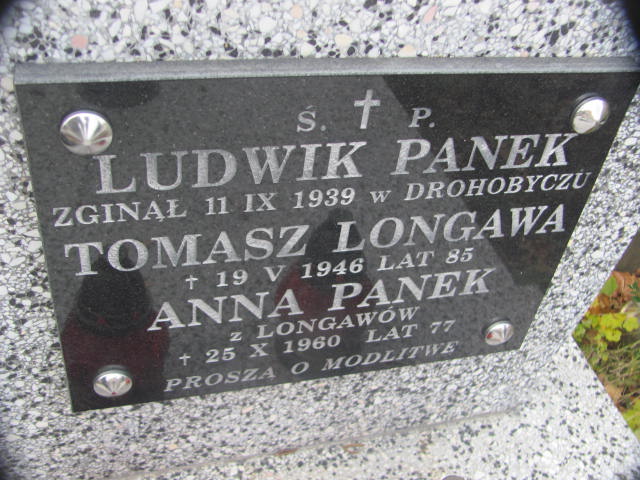 Ś. † P.
LUDWIK PANEK
ZGINĄŁ 11 IX 1939 W DROHOBYCZU
TOMASZ LONGAWA
† 19 V 1946 LAT 85
ANNA PANEK
z LONGAWÓW
† 25 X 1960 LAT 77
PROSZĄ O MODLITWĘ